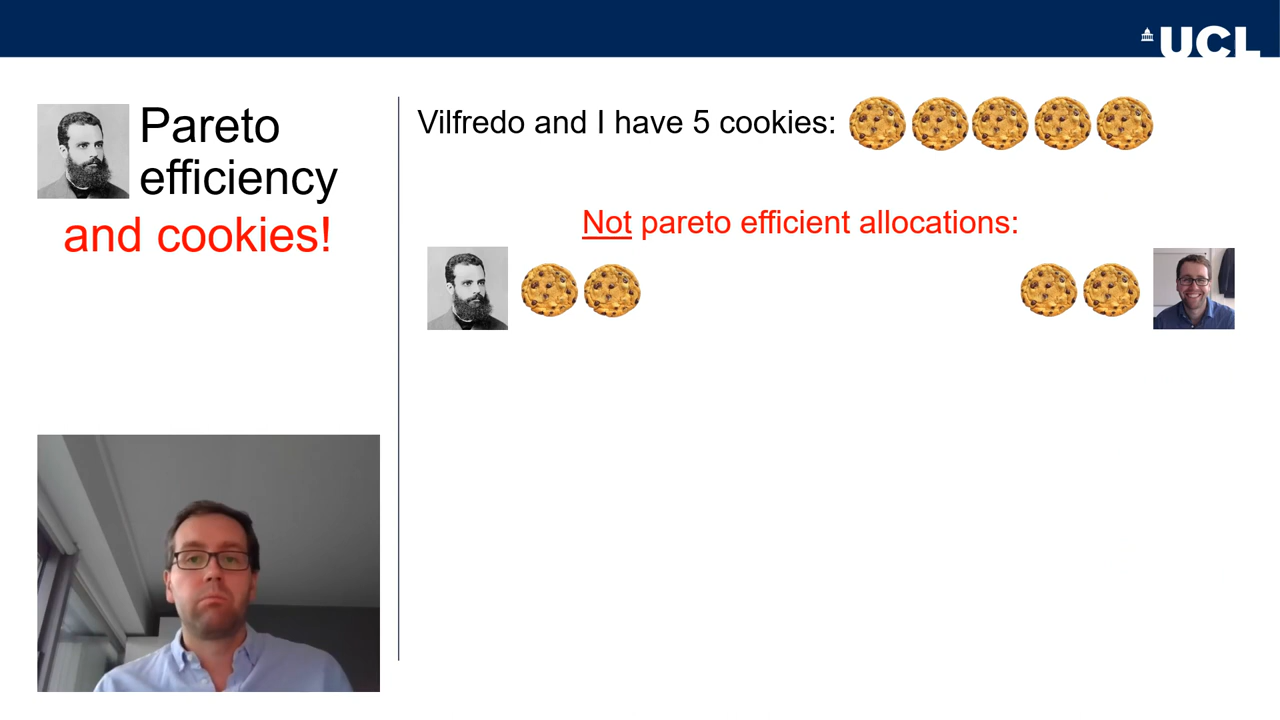 UCL
Pareto
efficiency
and cookies!
Vilfredo and I have 5 cookies:
Not pareto efficient allocations: